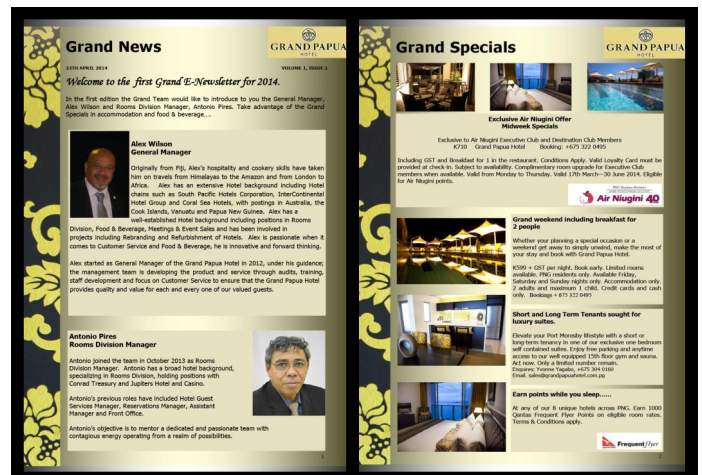 Grand News
GRAND PAPUA
HOTEL
23TH APRIL 2014
VOLUME 1, ISSUE 1
Welcome to the first Grand E-Newsletter for 2014.
In the first edition the Grand Team would like to introduce to you the General Manager,
Alex Wilson and Rooms Division Manager, Antonio Pires. Take advantage of the Grand
Specials in accommodation and food & beverage....
Alex Wilson
General Manager
Originally from Fiji, Alex's hospitality and cookery skills have taken
him on travels from Himalayas to the Amazon and from London to
Africa. Alex has an extensive Hotel background including Hotel
chains such as South Pacific Hotels Corporation, InterContinental
Hotel Group and Coral Sea Hotels, with postings in Australia, the
Cook Islands, Vanuatu and Papua New Guinea. Alex has a
well-established Hotel background including positions in Rooms
Division, Food & Beverage, Meetings & Event Sales and has been involved in
projects including Rebranding and Refurbishment of Hotels. Alex is passionate when it
comes to Customer Service and Food & Beverage, he is innovative and forward thinking.
Alex started as General Manager of the Grand Papua Hotel in 2012, under his guidance;
the management team is developing the product and service through audits, training,
staff development and focus on Customer Service to ensure that the Grand Papua Hotel
provides quality and value for each and every one of our valued guests.
Antonio Pires
Rooms Division Manager
Antonio joined the team in October 2013 as Rooms
Division Manager. Antonio has a broad hotel background,
specializing in Rooms Division, holding positions with
Conrad Treasury and Jupiters Hotel and Casino.
Antonio's previous roles have included Hotel Guest
Services Manager, Reservations Manager, Assistant
Manager and Front Office.
Antonio's objective is to mentor a dedicated and passionate team with
contagious energy operating from a realm of possibilities.
1
Grand Specials
GRAND PAPUA
HOTEL
Exclusive Air Niugini Offer
Midweek Specials
Exclusive to Air Niugini Executive Club and Destination Club Members
K710 Grand Papua Hotel Booking: +675 322 0495
Including GST and Breakfast for 1 in the restaurant. Conditions Apply. Valid Loyalty Card must be
provided at check-in. Subject to availability. Complimentary room upgrade for Executive Club
members when available. Valid from Monday to Thursday. Valid 17th March—30 June 2014. Eligible
for Air Niugini points.
Air Niugini 40
Grand weekend including breakfast for
2 people
Whether your planning a special occasion or a
weekend get away to simply unwind, make the most of
your stay and book with Grand Papua Hotel.
K599 + GST per night. Book early. Limited rooms
available. PNG residents only. Available Friday,
Saturday and Sunday nights only. Accommodation only.
2 adults and maximum 1 child. Credit cards and cash
only. Bookings + 675 322 0495
Short and Long Term Tenants sought for
luxury suites.
Elevate your Port Moresby lifestyle with a short or
long-term tenancy in one of our exclusive one bedroom
self contained suites. Enjoy free parking and anytime
access to our well equipped 15th floor gym and sauna.
Act now. Only a limited number remain.
Enquires: Yvonne Yagabo, +675 304 0160
Email. sales@grandpapuahotel.com.pg
Earn points while you sleep......
At any of our 8 unique hotels across PNG. Earn 1000
Qantas Frequent Flyer Points on eligible room rates.
Terms & Conditions apply.
Frequent flyer
2